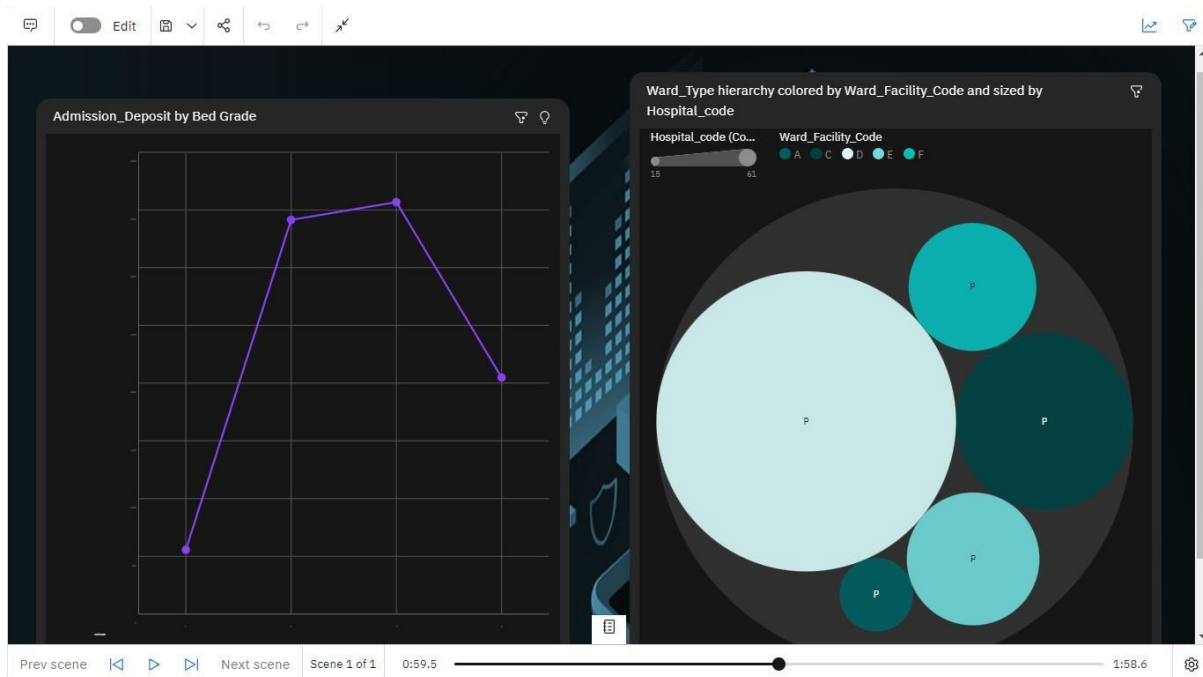 Edit
Admission_Deposit by Bed Grade
Ward_Type hierarchy colored by Ward_Facility_Code and sized by
Hospital_code
Hospital_code (Co...
Ward_Facility_Code
A C D E F
15 61
P
P
P
P
P
Prev scene
Next scene
Scene 1 of 1
0:59.5
1:58.6